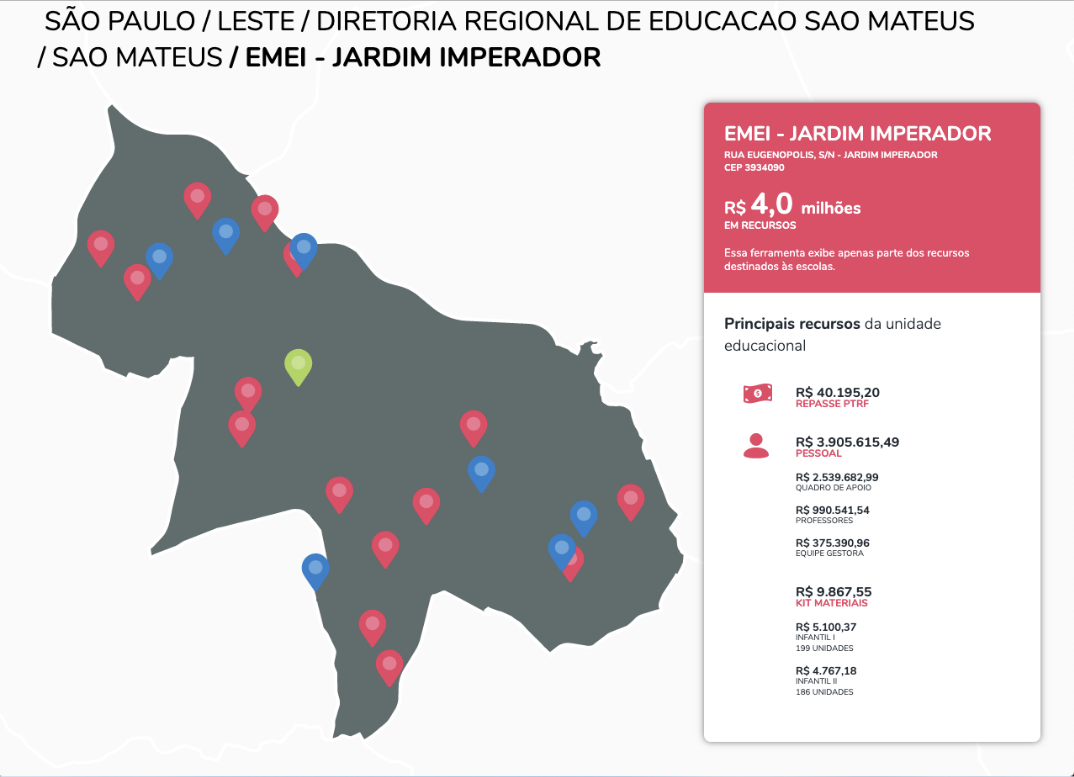 SÃO PAULO / LESTE / DIRETORIA REGIONAL DE EDUCACAO SAO MATEUS
/ SAO MATEUS / EMEI - JARDIM IMPERADOR
EMEI - JARDIM IMPERADOR
RUA EUGENOPOLIS, S/N - JARDIM IMPERADOR
CEP 3934090
R$ 4,0 milhões
EM RECURSOS
Essa ferramenta exibe apenas parte dos recursos
destinados às escolas.
Principais recursos da unidade
educacional
R$ 40.195,20
REPASSE PTRF
R$ 3.905.615,49
PESSOAL
R$ 2.539.682,99
QUADRO DE APOIO
R$ 990.541,54
PROFESSORES
R$ 375.390,96
EQUIPE GESTORA
R$ 9.867,55
KIT MATERIAIS
R$ 5.100,37
INFANTIL I
199 UNIDADES
R$ 4.767,18
INFANTIL II
186 UNIDADES